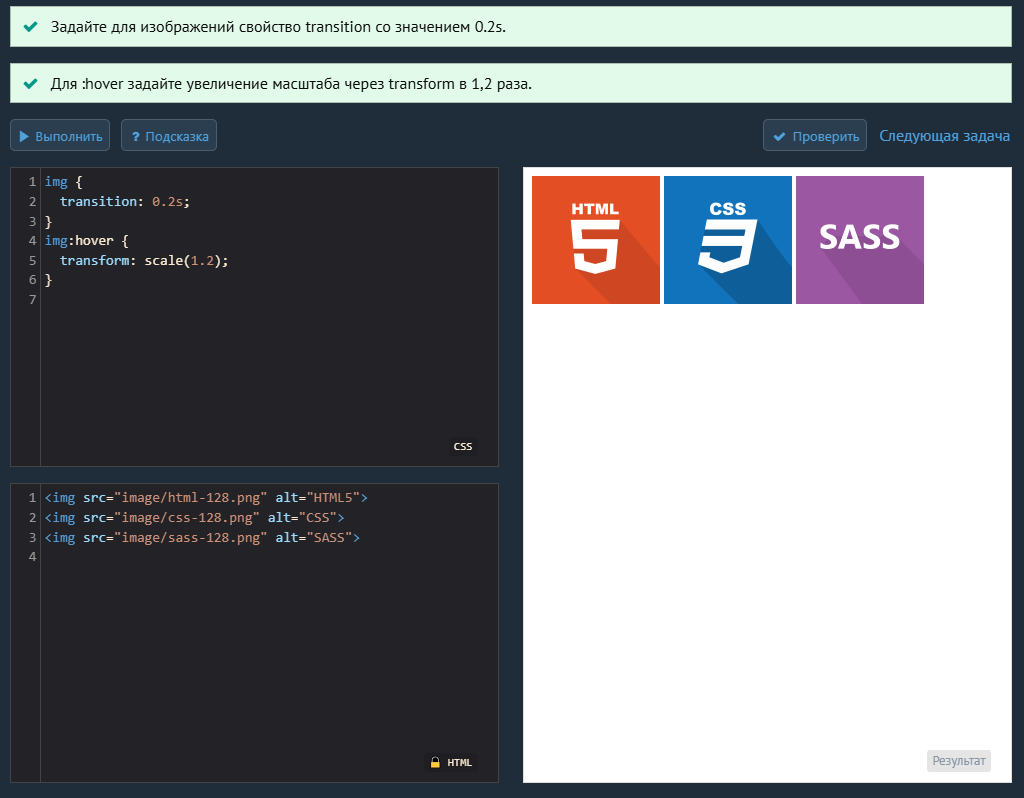 Задайте для изображений свойство transition со значением 0.2s.
Для :hover задайте увеличение масштаба через transform в 1,2 раза.
Выполнить
? Подсказка
Проверить
Следующая задача
1 img {
2   transition: 0.2s;
3 }
4 img:hover {
5   transform: scale(1.2);
6 }
7
CSS
1 <img src="image/html-128.png" alt="HTML5">
2 <img src="image/css-128.png" alt="CSS">
3 <img src="image/sass-128.png" alt="SASS">
4
HTML
HTML
5
CSS
3
SASS
Результат